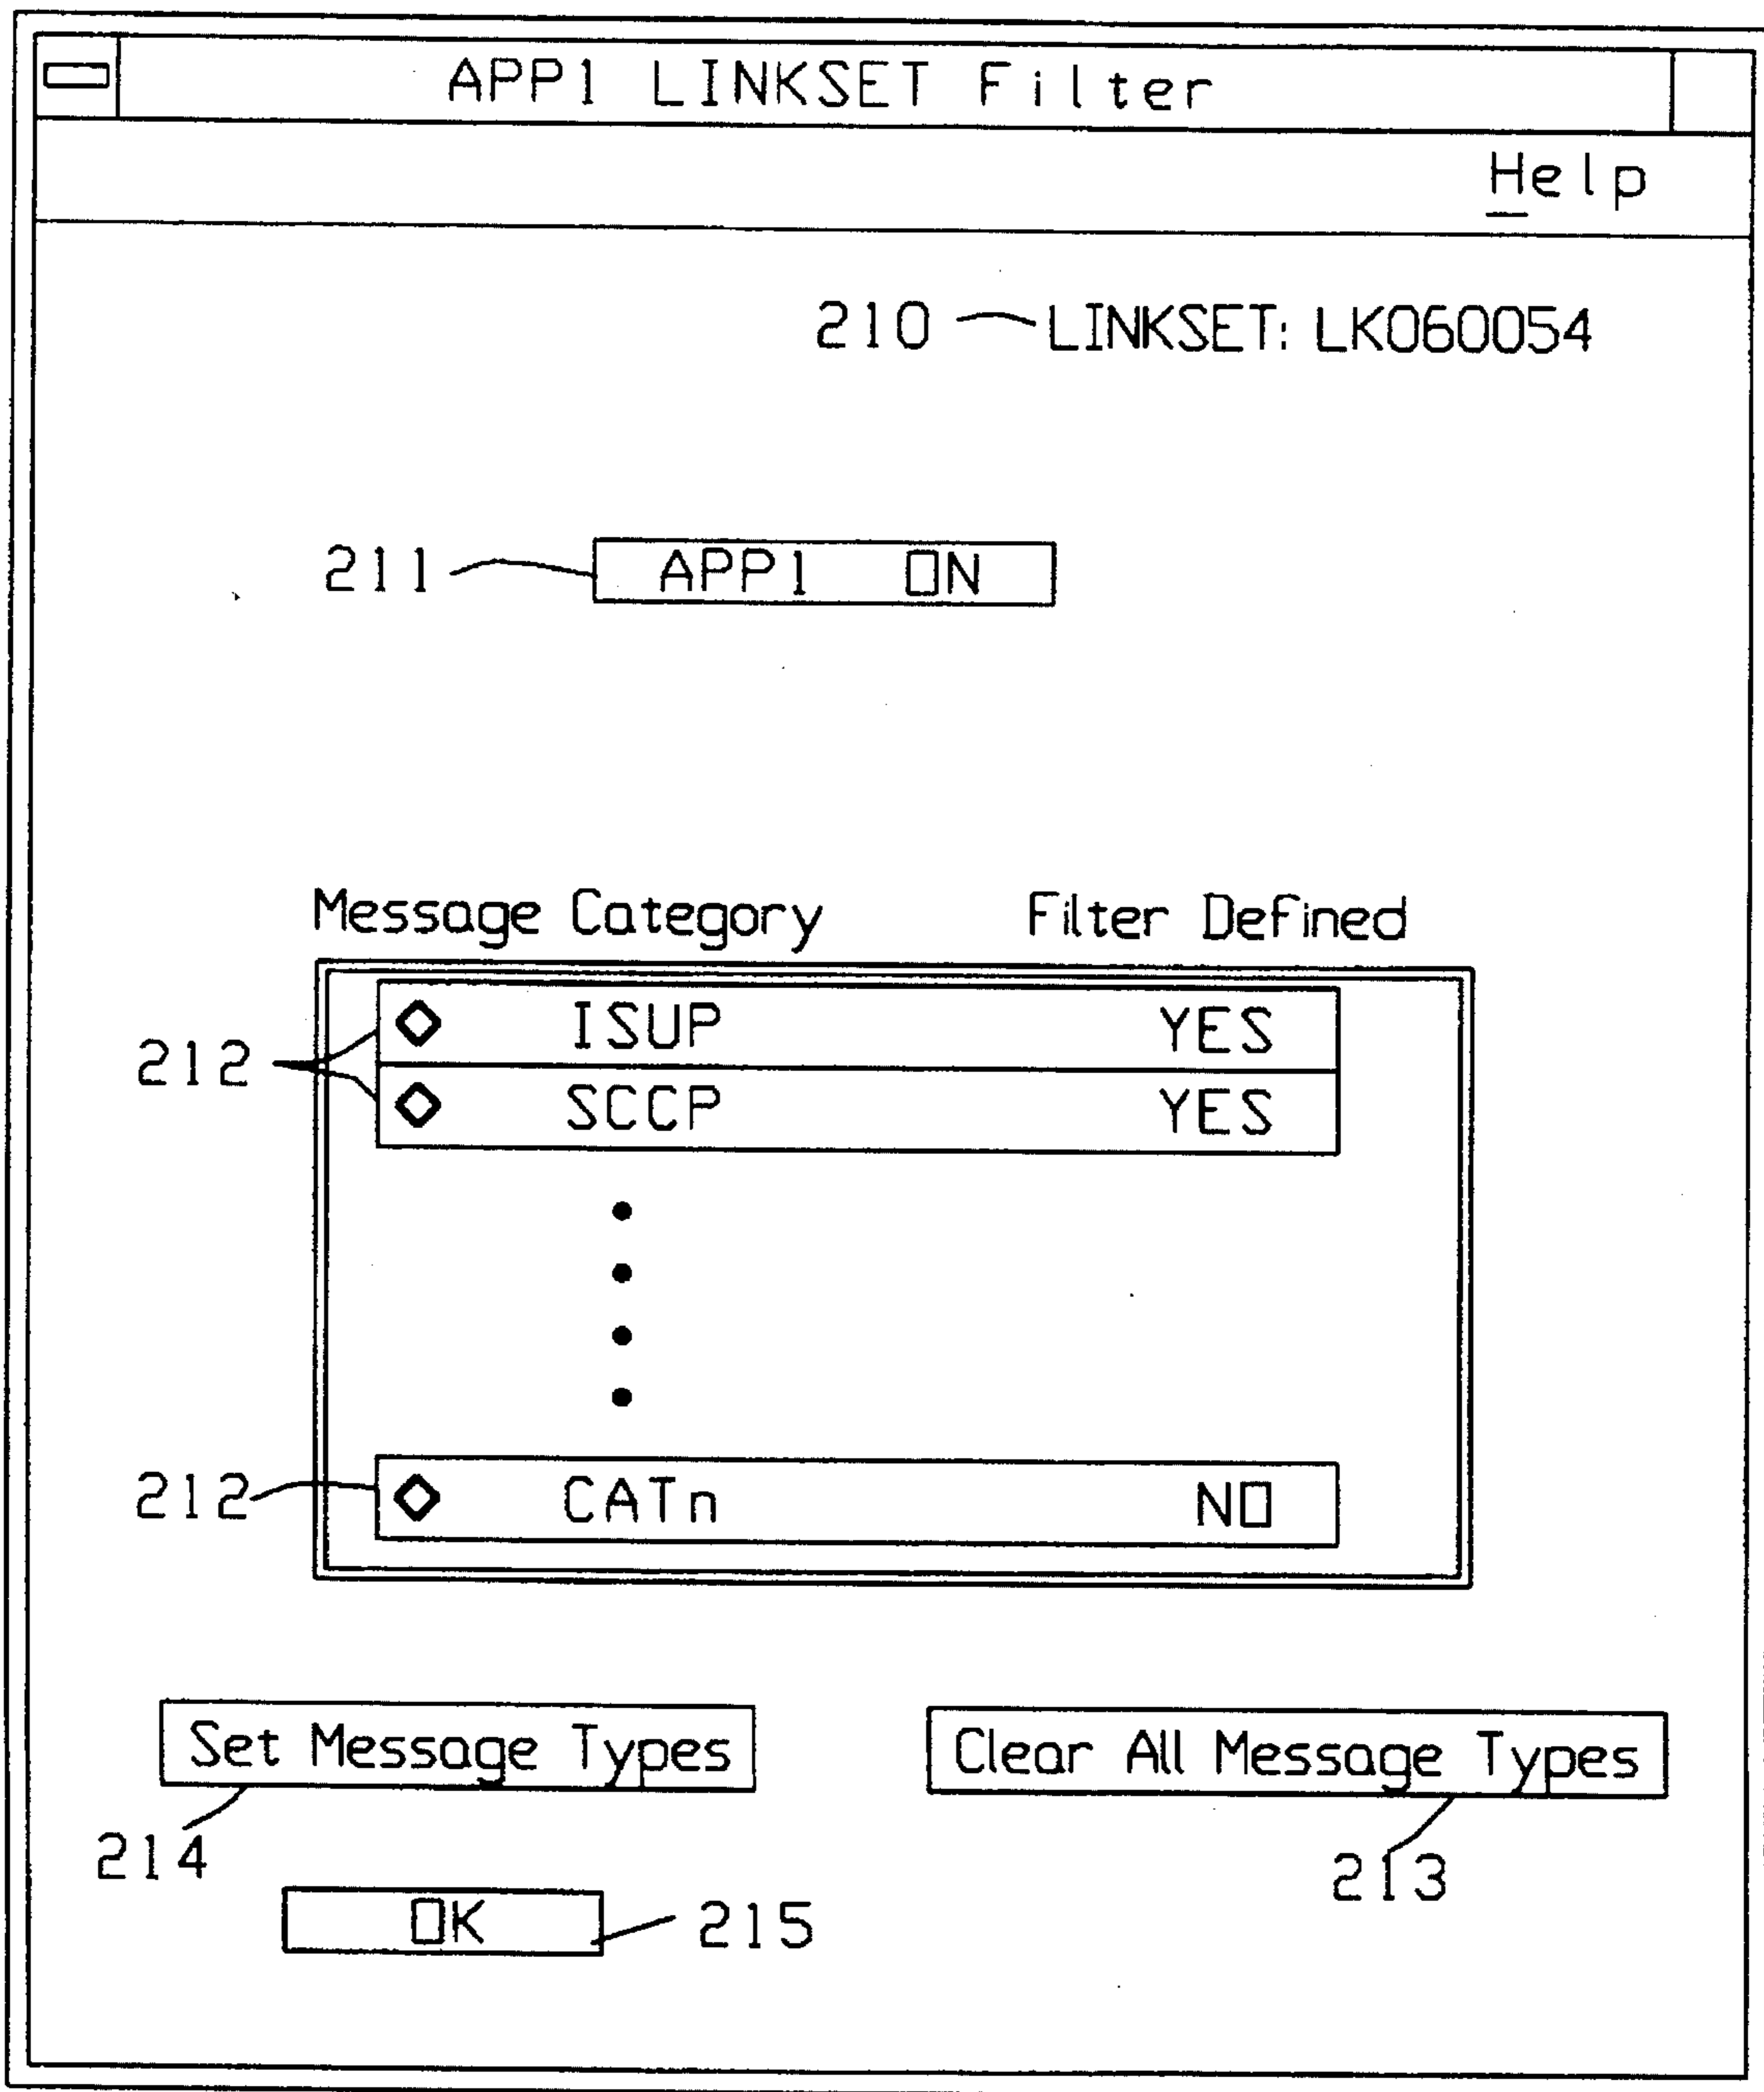 APP1 LINKSET Filter
Help
210 LINKSET: LK060054
211 APP1 ON
Message Category Filter Defined
ISUP YES
212
SCCP YES
212 CATn NO
Set Message Types Clear All Message Types
214 213
OK 215